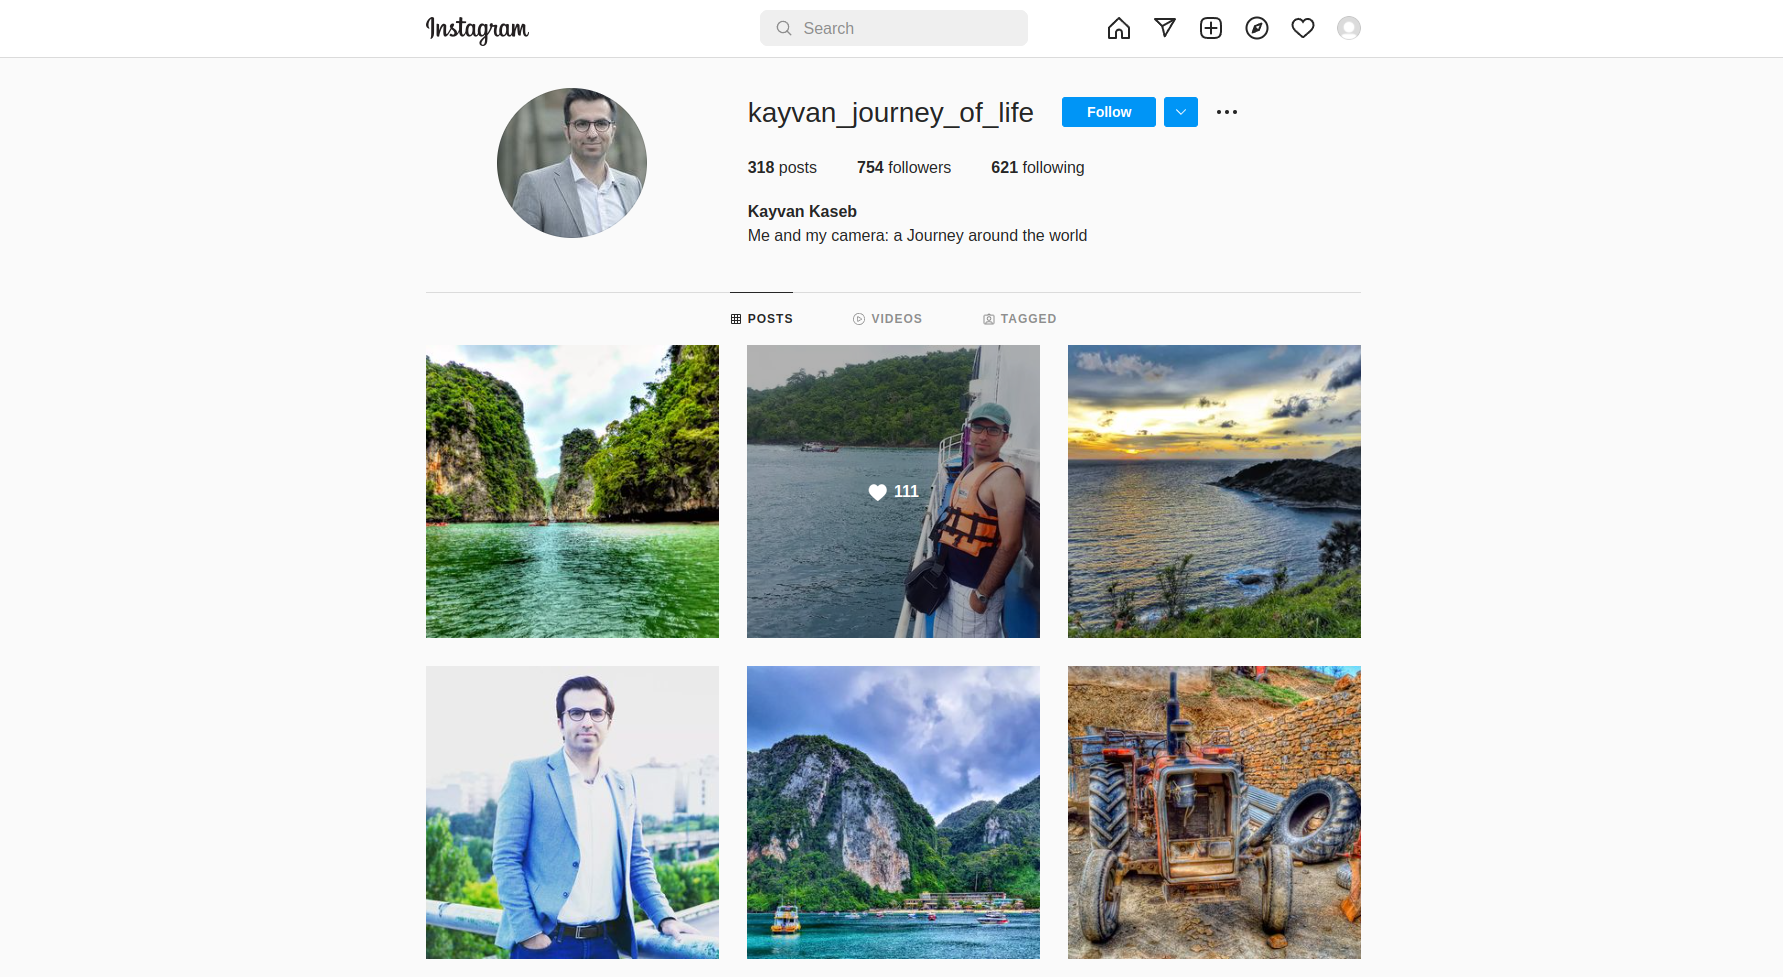 Instagram
Search
kayvan_journey_of_life Follow
318 posts 754 followers 621 following
Kayvan Kaseb
Me and my camera: a Journey around the world
POSTS VIDEOS TAGGED
111